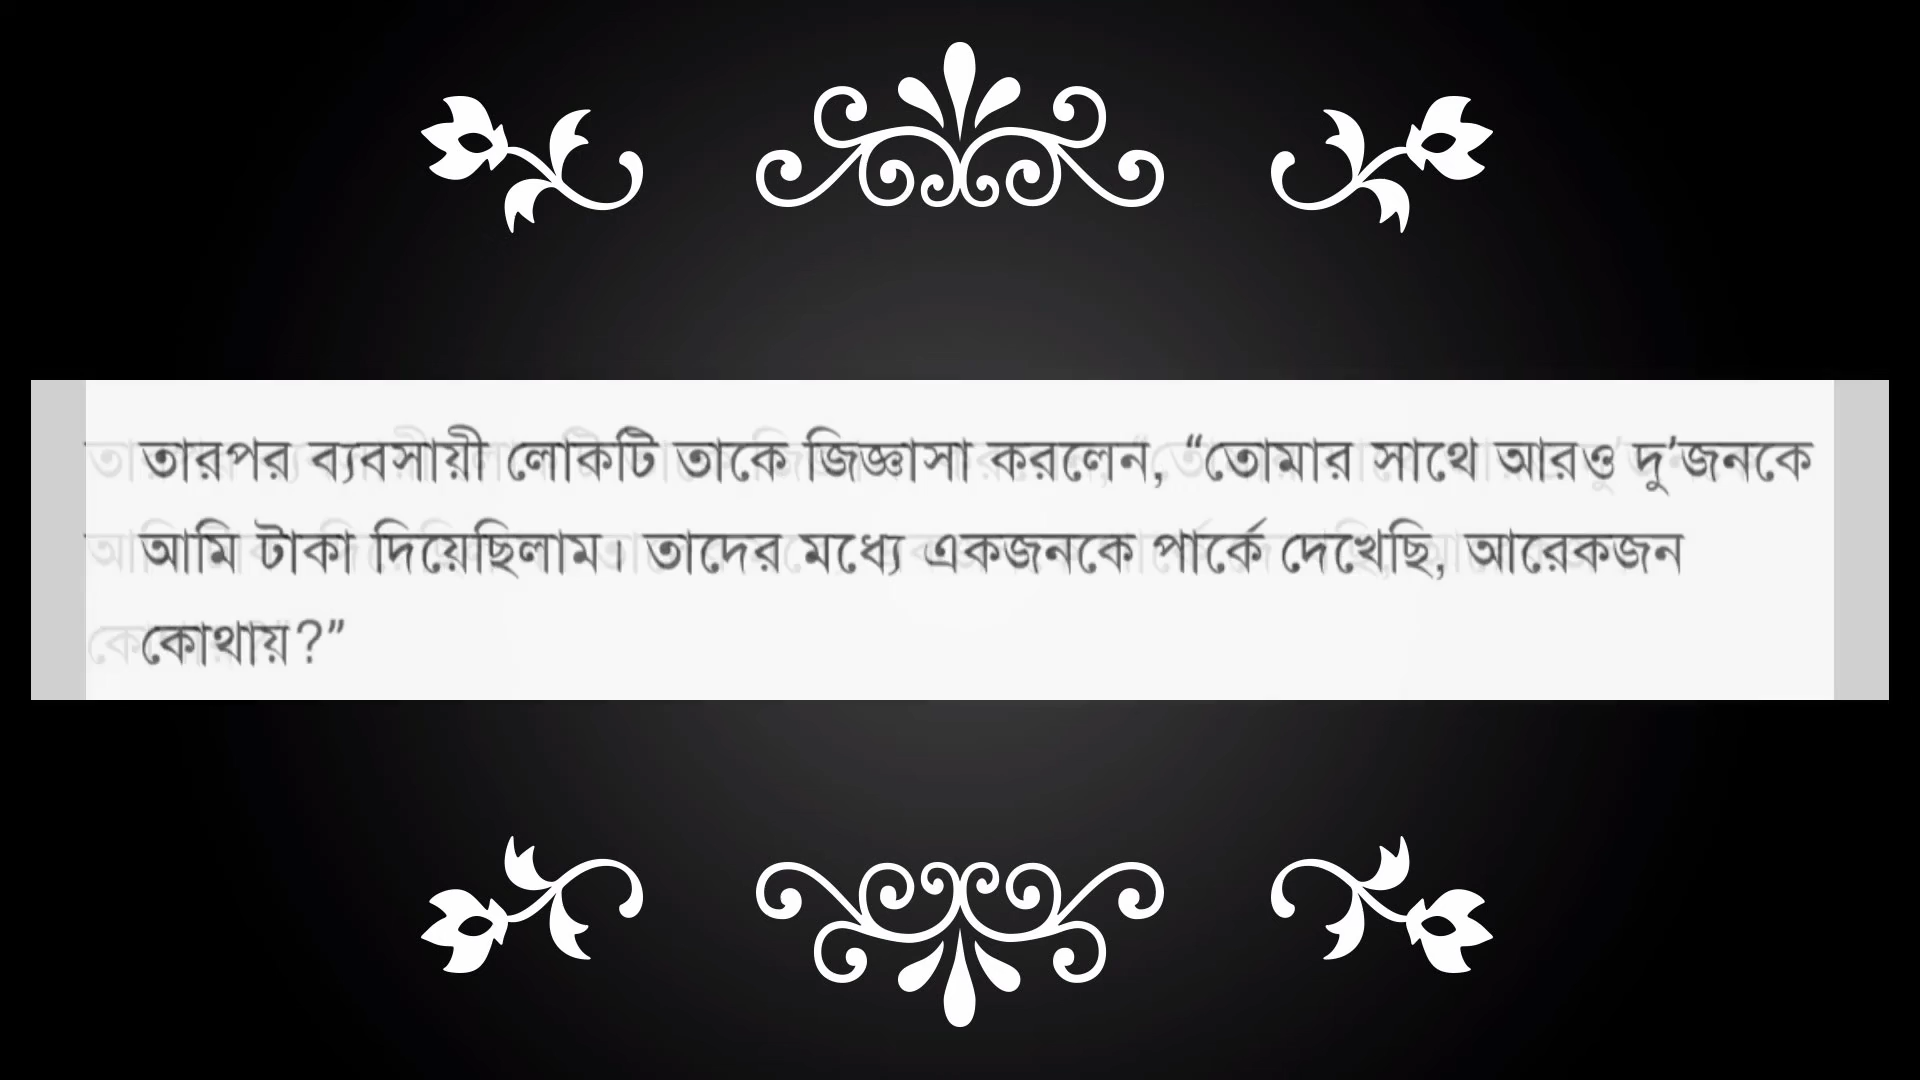 তারপর ব্যবসায়ী লোকটি তাকে জিজ্ঞাসা করলেন, “তোমার সাথে আরও দু’জনকে
আমি টাকা দিয়েছিলাম। তাদের মধ্যে একজনকে পার্কে দেখেছি, আরেকজন
কোথায়?”